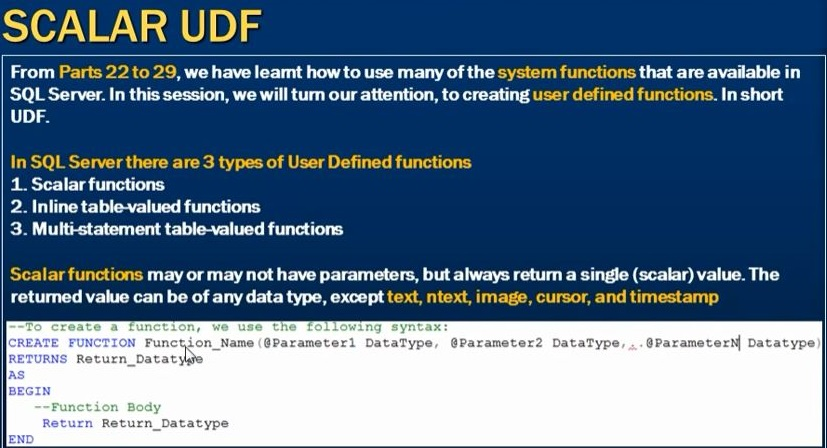 SCALAR UDF
From Parts 22 to 29, we have learnt how to use many of the system functions that are available in
SQL Server. In this session, we will turn our attention, to creating user defined functions. In short
UDF.
In SQL Server there are 3 types of User Defined functions
1. Scalar functions
2. Inline table-valued functions
3. Multi-statement table-valued functions
Scalar functions may or may not have parameters, but always return a single (scalar) value. The
returned value can be of any data type, except text, ntext, image, cursor, and timestamp
--To create a function, we use the following syntax:
CREATE FUNCTION Function_Name(@Parameter1 DataType, @Parameter2 DataType,..@ParameterN Datatype)
RETURNS Return_Datatype
AS
BEGIN
--Function Body
Return Return_Datatype
END